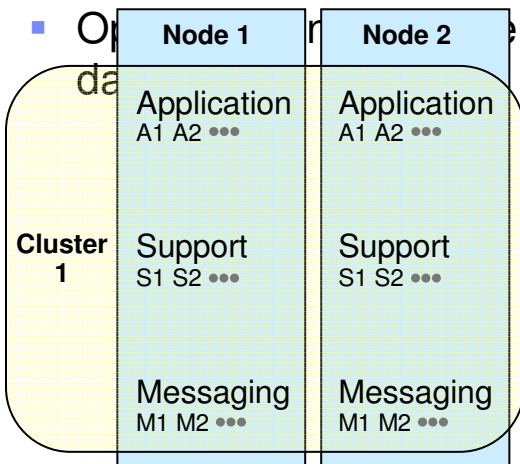 Node 1
Node 2
Application
A1 A2 •••
Application
A1 A2 •••
Cluster
1
Support
S1 S2 •••
Support
S1 S2 •••
Messaging
M1 M2 •••
Messaging
M1 M2 •••